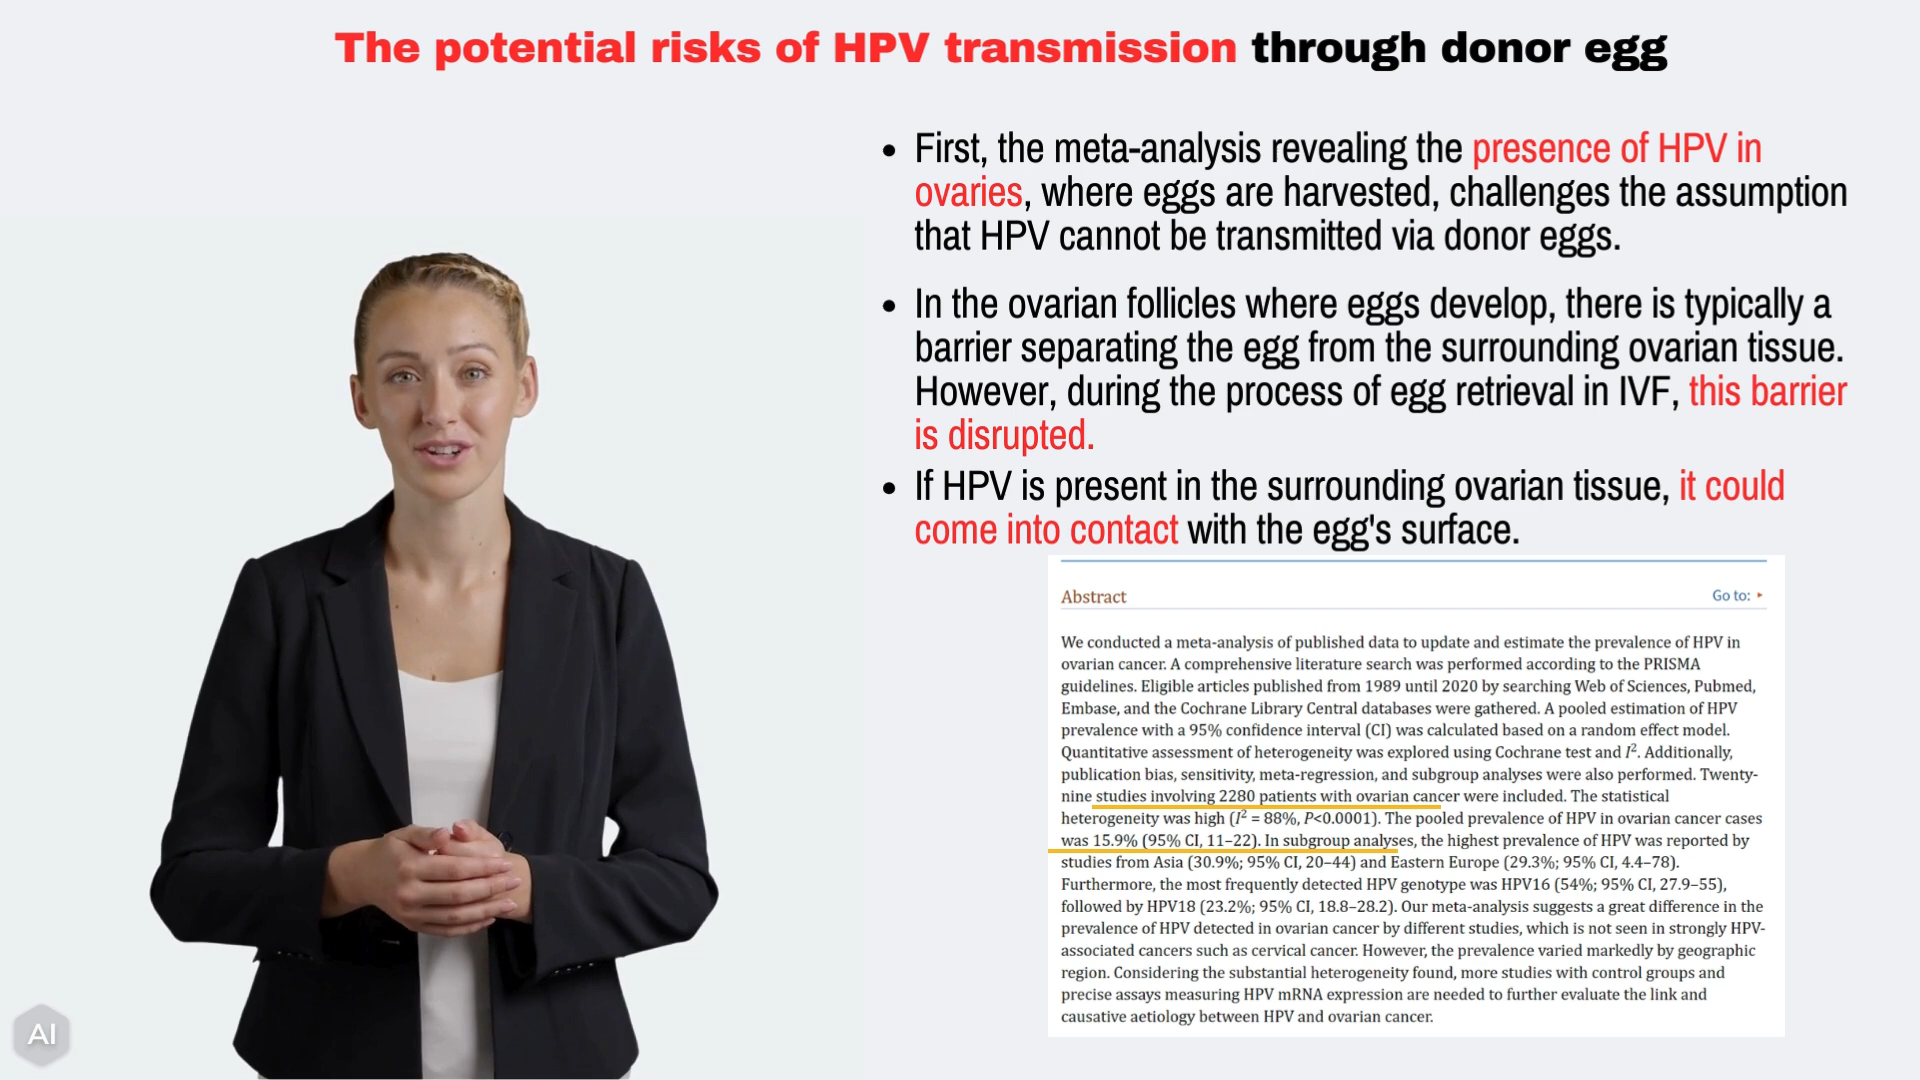 The potential risks of HPV transmission through donor egg
• First, the meta-analysis revealing the presence of HPV in
ovaries, where eggs are harvested, challenges the assumption
that HPV cannot be transmitted via donor eggs.
• In the ovarian follicles where eggs develop, there is typically a
barrier separating the egg from the surrounding ovarian tissue.
However, during the process of egg retrieval in IVF, this barrier
is disrupted.
• If HPV is present in the surrounding ovarian tissue, it could
come into contact with the egg's surface.
Abstract
Go to: ▸
We conducted a meta-analysis of published data to update and estimate the prevalence of HPV in
ovarian cancer. A comprehensive literature search was performed according to the PRISMA
guidelines. Eligible articles published from 1989 until 2020 by searching Web of Sciences, Pubmed,
Embase, and the Cochrane Library Central databases were gathered. A pooled estimation of HPV
prevalence with a 95% confidence interval (CI) was calculated based on a random effect model.
Quantitative assessment of heterogeneity was explored using Cochrane test and I². Additionally,
publication bias, sensitivity, meta-regression, and subgroup analyses were also performed. Twenty-
nine studies involving 2280 patients with ovarian cancer were included. The statistical
heterogeneity was high (I² = 88%, P<0.0001). The pooled prevalence of HPV in ovarian cancer cases
was 15.9% (95% CI, 11–22). In subgroup analyses, the highest prevalence of HPV was reported by
studies from Asia (30.9%; 95% CI, 20–44) and Eastern Europe (29.3%; 95% CI, 4.4–78).
Furthermore, the most frequently detected HPV genotype was HPV16 (54%; 95% CI, 27.9–55),
followed by HPV18 (23.2%; 95% CI, 18.8–28.2). Our meta-analysis suggests a great difference in the
prevalence of HPV detected in ovarian cancer by different studies, which is not seen in strongly HPV-
associated cancers such as cervical cancer. However, the prevalence varied markedly by geographic
region. Considering the substantial heterogeneity found, more studies with control groups and
precise assays measuring HPV mRNA expression are needed to further evaluate the link and
causative aetiology between HPV and ovarian cancer.
AI